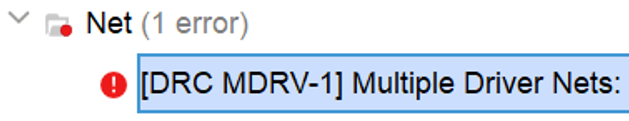 Net (1 error)
[DRC MDRV-1] Multiple Driver Nets: